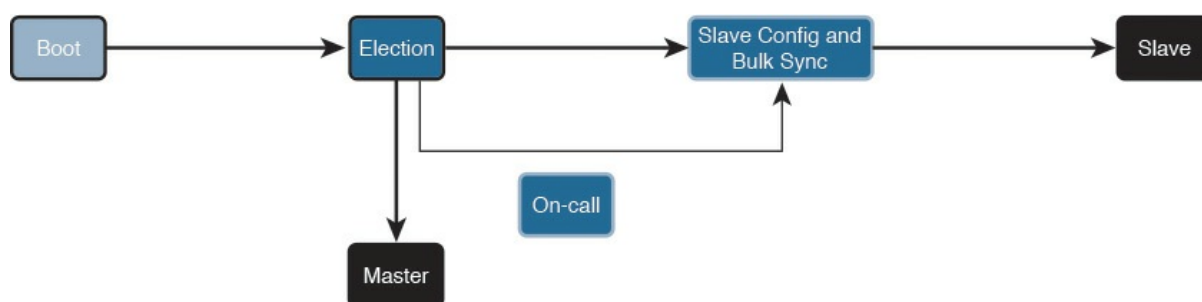 Boot
Election
Slave Config and
Bulk Sync
Slave
On-call
Master